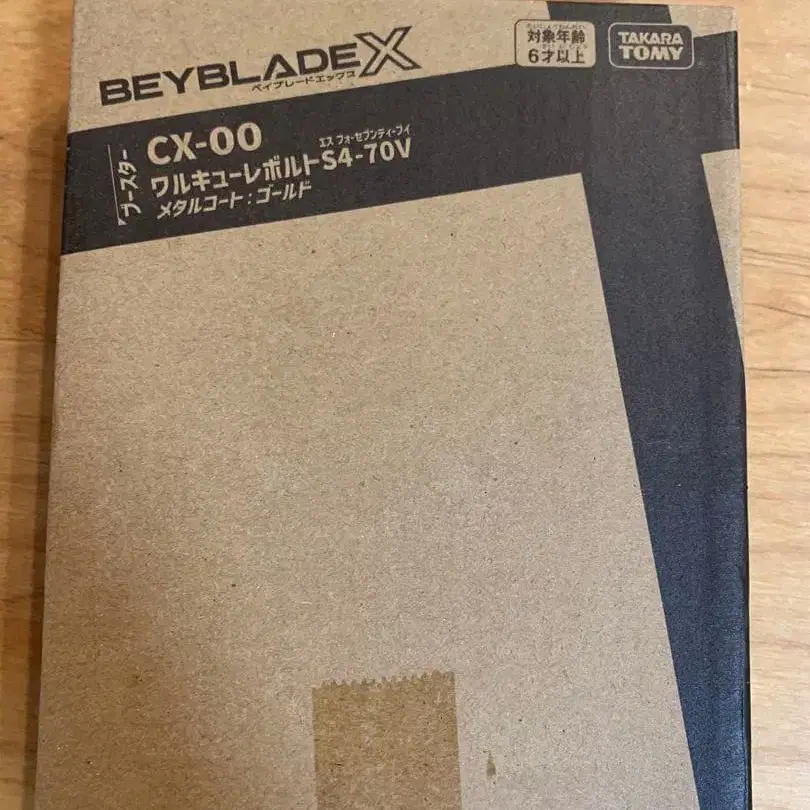 BEYBLADE X
ベイブレードエックス
対象年齢
6才以上
TAKARA
TOMY
ブースター
CX-00
エス フォーセブンティーブイ
ワルキューレボルトS4-70V
メタルコート:ゴールド